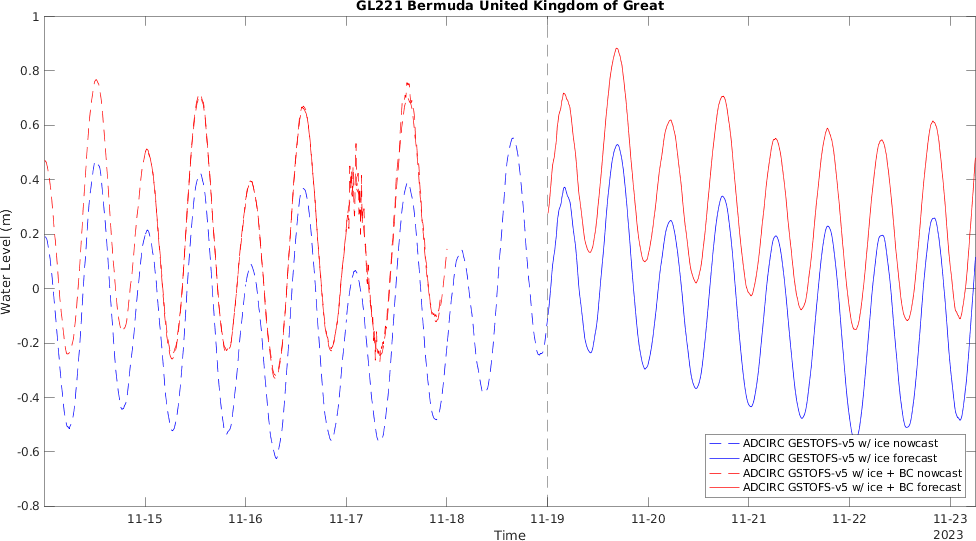 GL221 Bermuda United Kingdom of Great
1
0.8
0.6
0.4
0.2
0
-0.2
-0.4
-0.6
-0.8
Water Level (m)
ADCIRC GESTOFS-v5 w/ ice nowcast
ADCIRC GESTOFS-v5 w/ ice forecast
ADCIRC GSTOFS-v5 w/ ice + BC nowcast
ADCIRC GSTOFS-v5 w/ ice + BC forecast
11-15 11-16 11-17 11-18 11-19 11-20 11-21 11-22 11-23
Time
2023